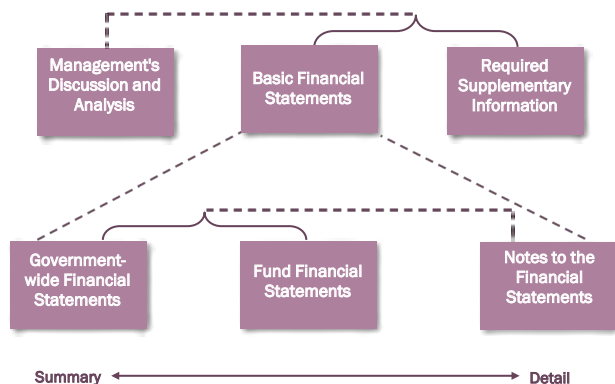 Management's
Discussion and
Analysis
Basic Financial
Statements
Required
Supplementary
Information
Government-
wide Financial
Statements
Fund Financial
Statements
Notes to the
Financial
Statements
Summary
Detail